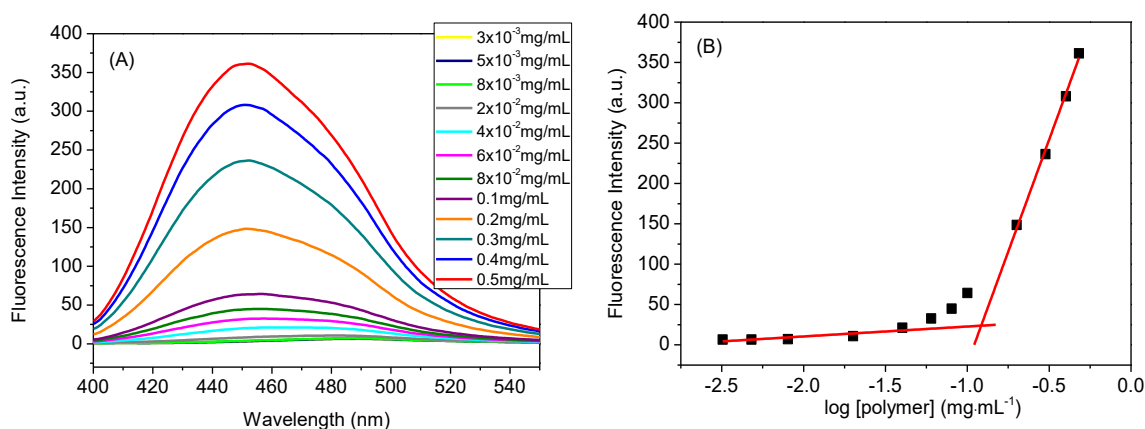 (A)
Fluorescence Intensity (a.u.)
400
350
300
250
200
150
100
50
0
400 420 440 460 480 500 520 540
Wavelength (nm)
3x10⁻³mg/mL
5x10⁻³mg/mL
8x10⁻³mg/mL
2x10⁻²mg/mL
4x10⁻²mg/mL
6x10⁻²mg/mL
8x10⁻²mg/mL
0.1mg/mL
0.2mg/mL
0.3mg/mL
0.4mg/mL
0.5mg/mL
(B)
Fluorescence Intensity (a.u.)
400
350
300
250
200
150
100
50
0
-2.5 -2.0 -1.5 -1.0 -0.5 0.0
log [polymer] (mg·mL⁻¹)